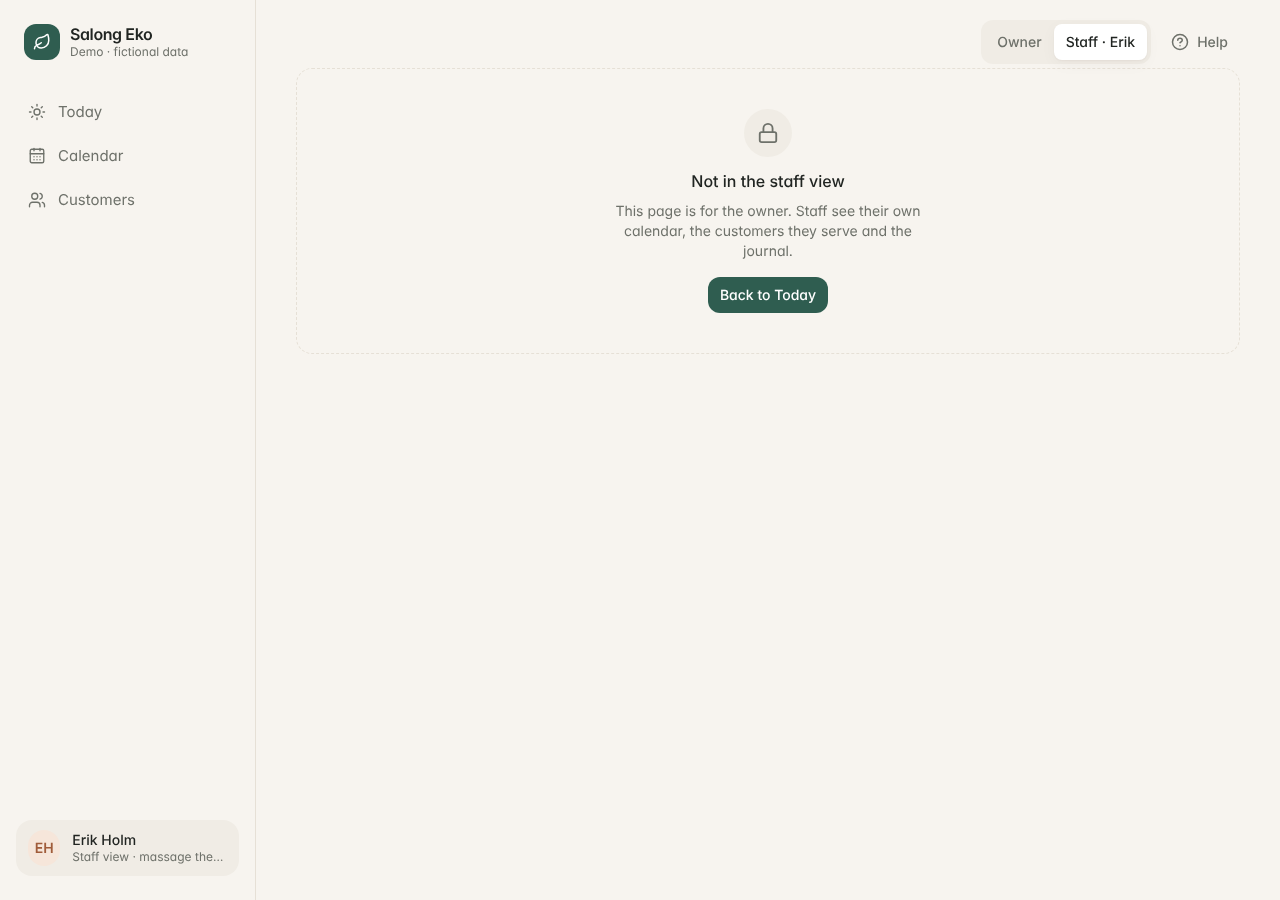 Salong Eko
Demo · fictional data
Today
Calendar
Customers
EH
Erik Holm
Staff view · massage the...
Owner
Staff · Erik
Help
Not in the staff view
This page is for the owner. Staff see their own
calendar, the customers they serve and the
journal.
Back to Today